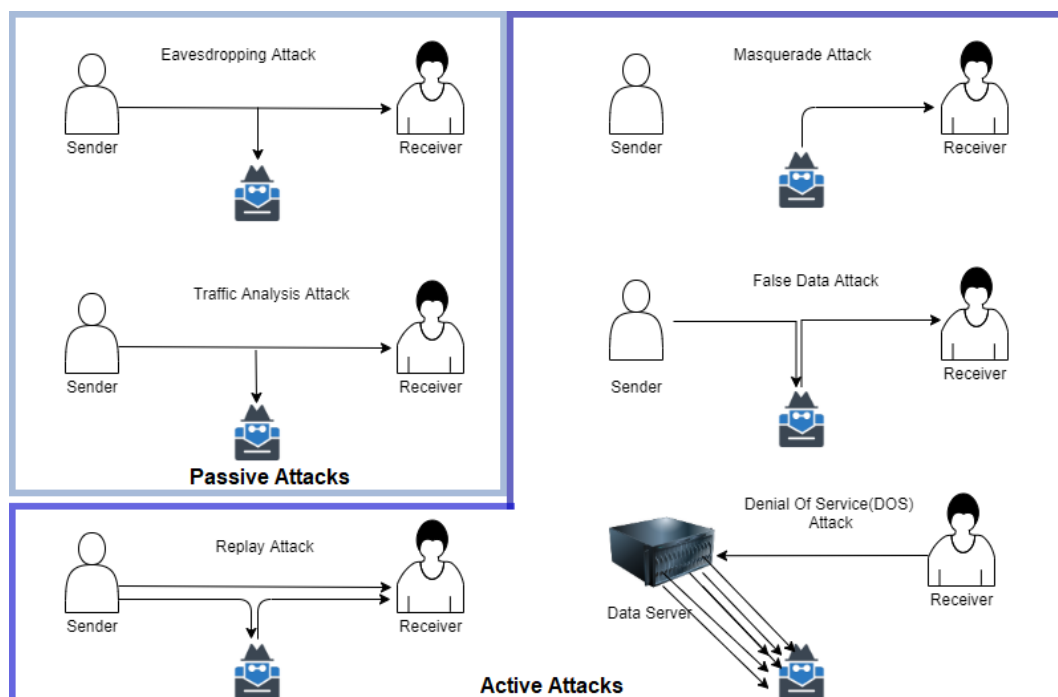 Eavesdropping Attack
Sender
Receiver
Traffic Analysis Attack
Sender
Receiver
Passive Attacks
Masquerade Attack
Sender
Receiver
False Data Attack
Sender
Receiver
Replay Attack
Sender
Receiver
Denial Of Service(DOS)
Attack
Data Server
Receiver
Active Attacks